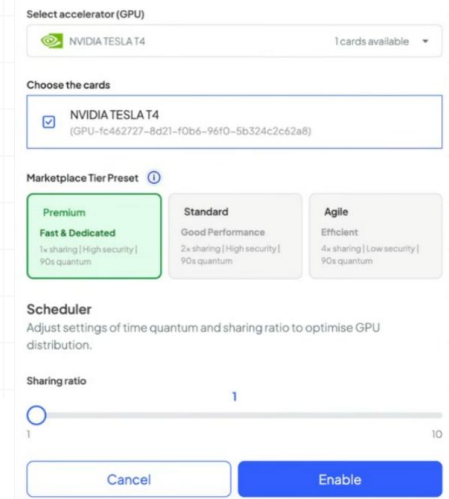 Select accelerator (GPU)
NVIDIA TESLA T4 1 cards available
Choose the cards
NVIDIA TESLA T4
(GPU-fc462727-8d21-f0b6-96f0-5b324c2c62a8)
Marketplace Tier Preset
Premium Standard Agile
Fast & Dedicated Good Performance Efficient
1x sharing | High security | 2x sharing | High security | 4x sharing | Low security |
90s quantum 90s quantum 90s quantum
Scheduler
Adjust settings of time quantum and sharing ratio to optimise GPU
distribution.
Sharing ratio
1
1 10
Cancel Enable